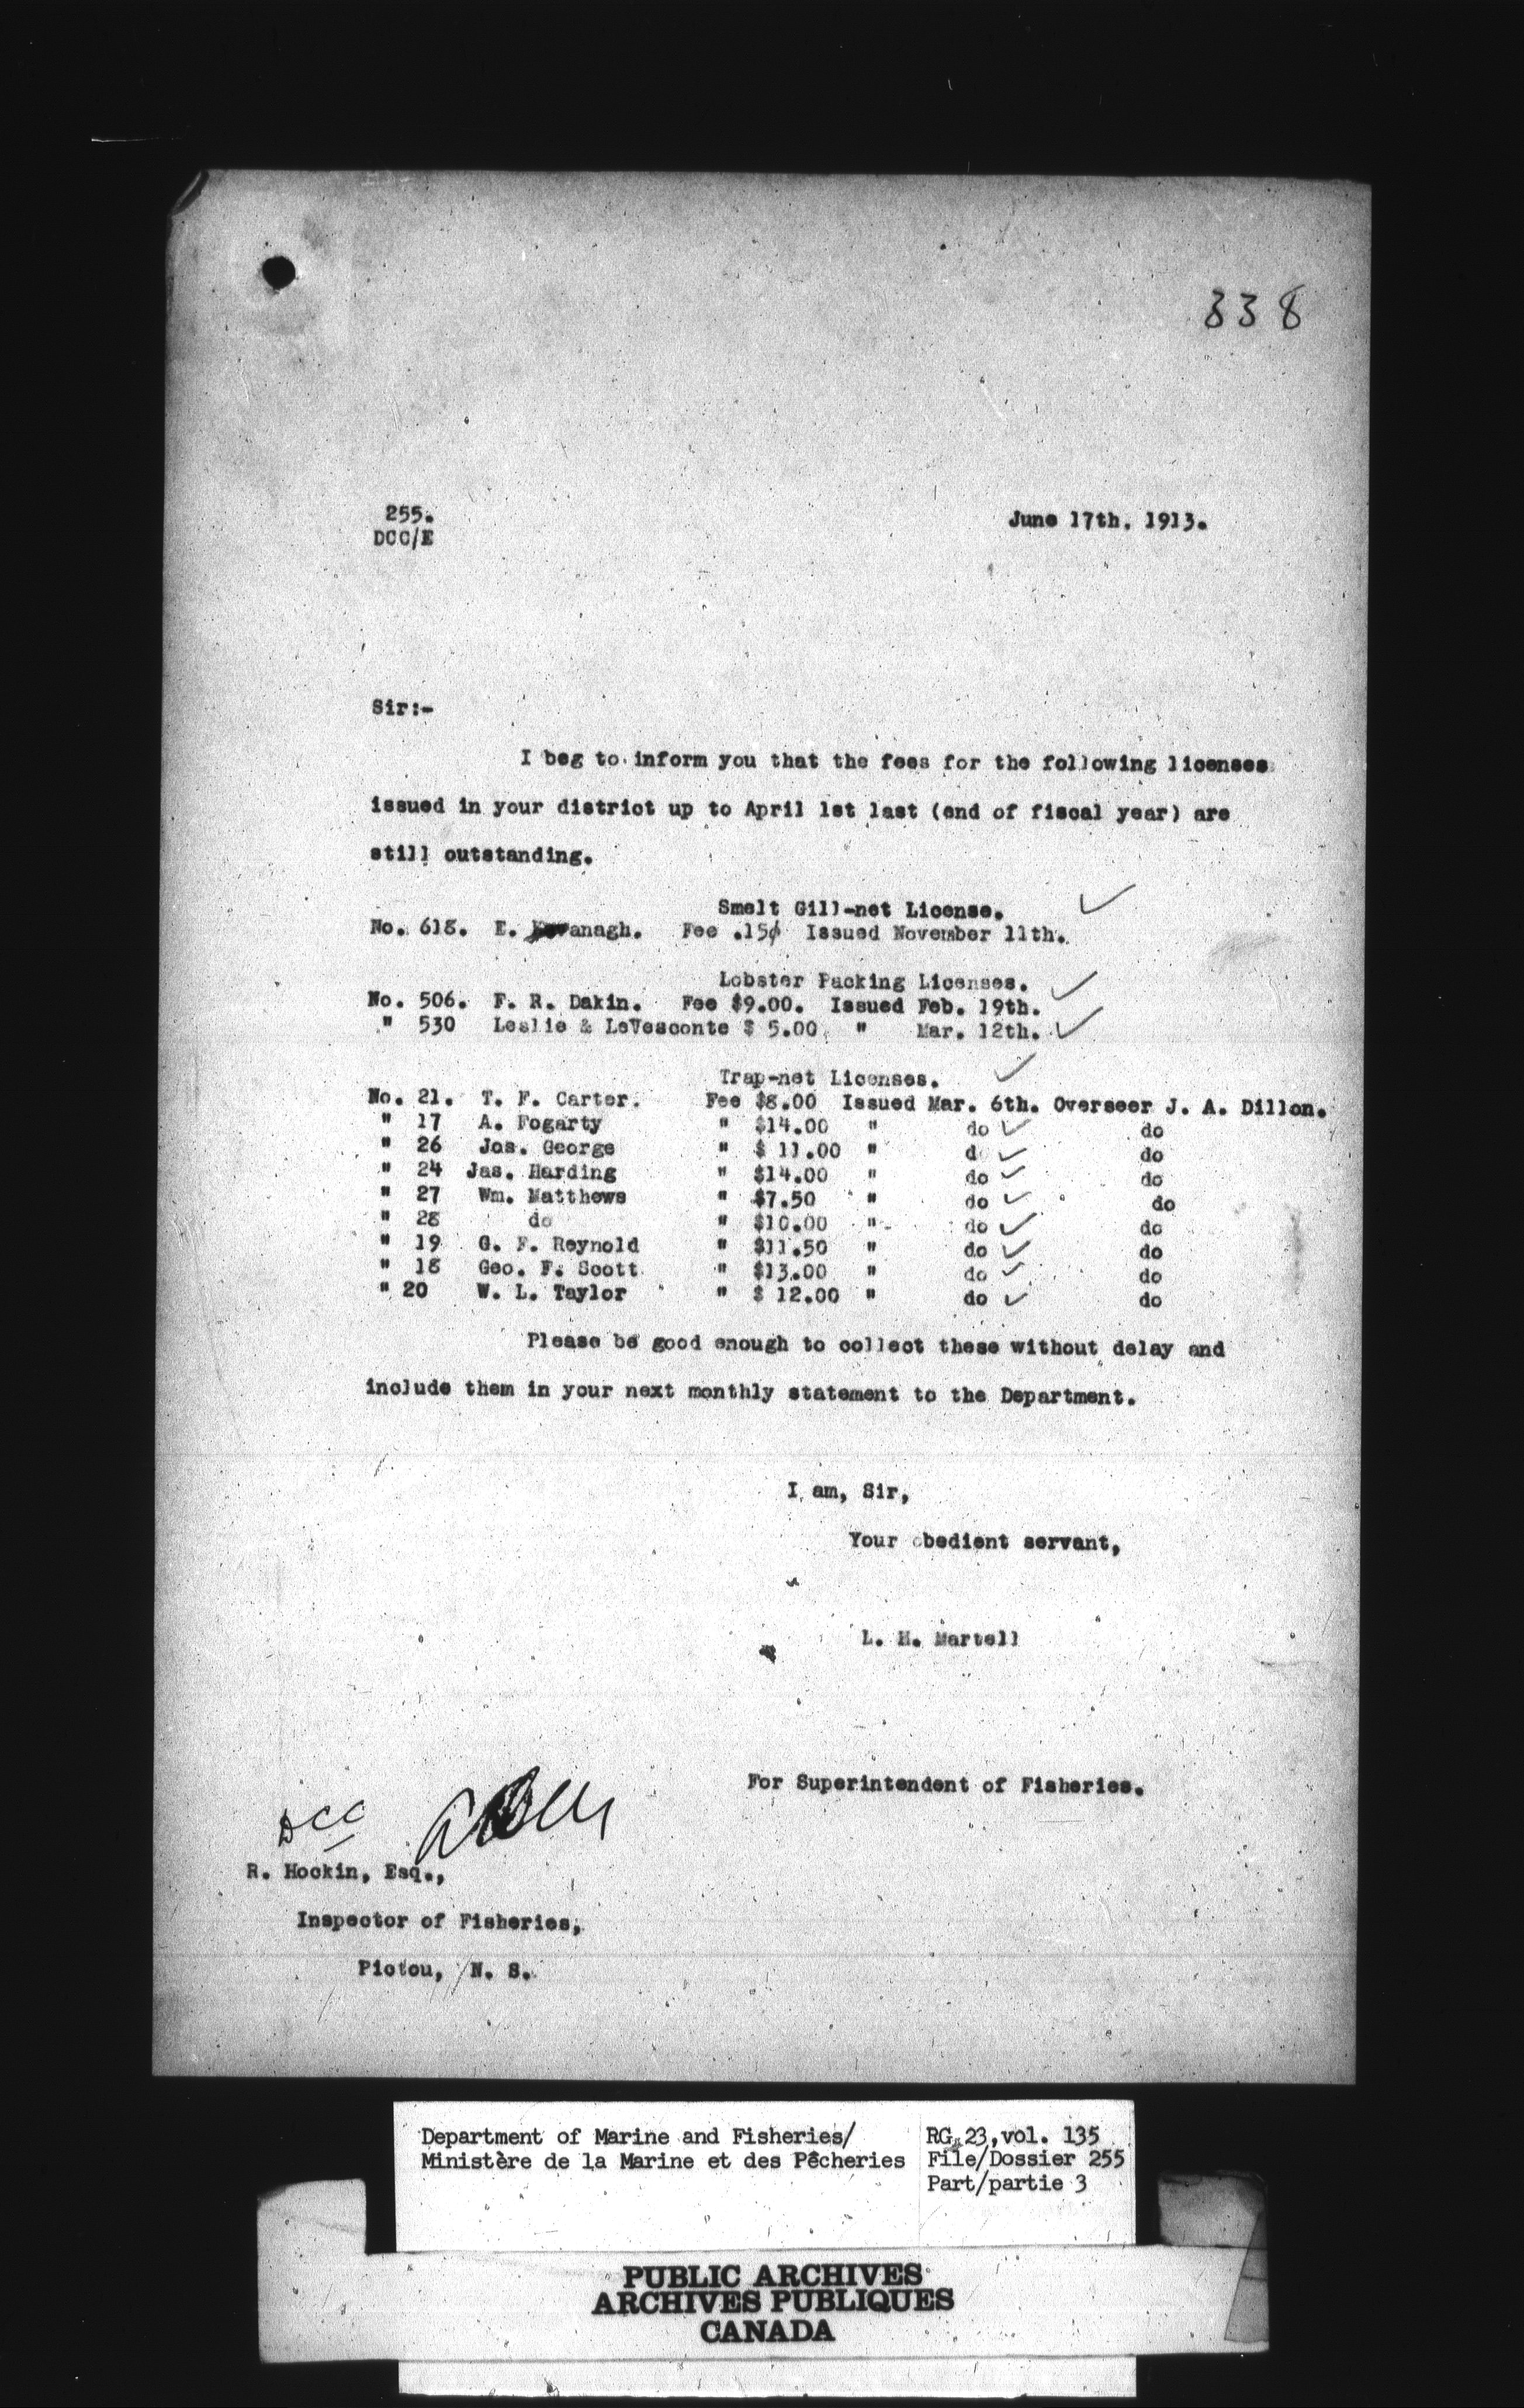 338
255.
DCC/E
June 17th. 1913.
Sir:-
I beg to inform you that the fees for the following licenses
issued in your district up to April 1st last (end of fiscal year) are
still outstanding.
Smelt Gill-net License.
No. 618. E. Kavanagh. Fee .15¢ Issued November 11th.
Lobster Packing Licenses.
No. 506. F. R. Dakin. Fee $9.00. Issued Feb. 19th.
" 530 Leslie & LeVesconte $ 5.00 " Mar. 12th.
Trap-net Licenses.
No. 21. T. F. Carter. Fee $8.00 Issued Mar. 6th. Overseer J. A. Dillon.
" 17 A. Fogarty " $14.00 " do do
" 26 Jos. George " $ 11.00 " do do
" 24 Jas. Harding " $14.00 " do do
" 27 Wm. Matthews " $7.50 " do do
" 28 do " $10.00 " do do
" 19 G. F. Reynold " $11.50 " do do
" 18 Geo. F. Scott " $13.00 " do do
" 20 W. L. Taylor " $ 12.00 " do do
Please be good enough to collect these without delay and
include them in your next monthly statement to the Department.
I am, Sir,
Your obedient servant,
L. H. Martell
For Superintendent of Fisheries.
DCC
R. Hockin, Esq.,
Inspector of Fisheries,
Pictou, N. S.
Department of Marine and Fisheries/
Ministère de la Marine et des Pêcheries
RG 23, vol. 135
File/Dossier 255
Part/partie 3
PUBLIC ARCHIVES
ARCHIVES PUBLIQUES
CANADA